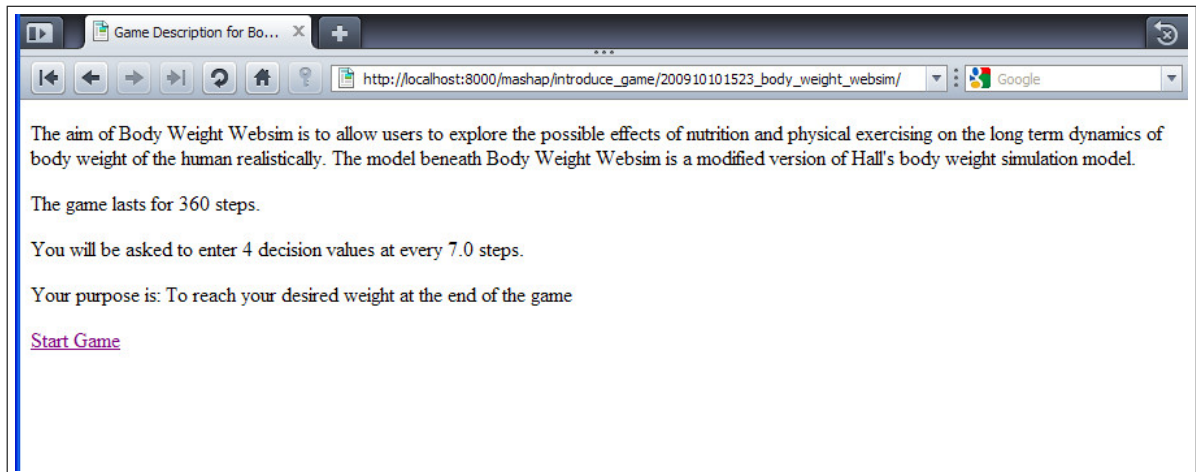 Game Description for Bo...
http://localhost:8000/mashap/introduce_game/200910101523_body_weight_websim/
Google
The aim of Body Weight Websim is to allow users to explore the possible effects of nutrition and physical exercising on the long term dynamics of
body weight of the human realistically. The model beneath Body Weight Websim is a modified version of Hall's body weight simulation model.
The game lasts for 360 steps.
You will be asked to enter 4 decision values at every 7.0 steps.
Your purpose is: To reach your desired weight at the end of the game
Start Game